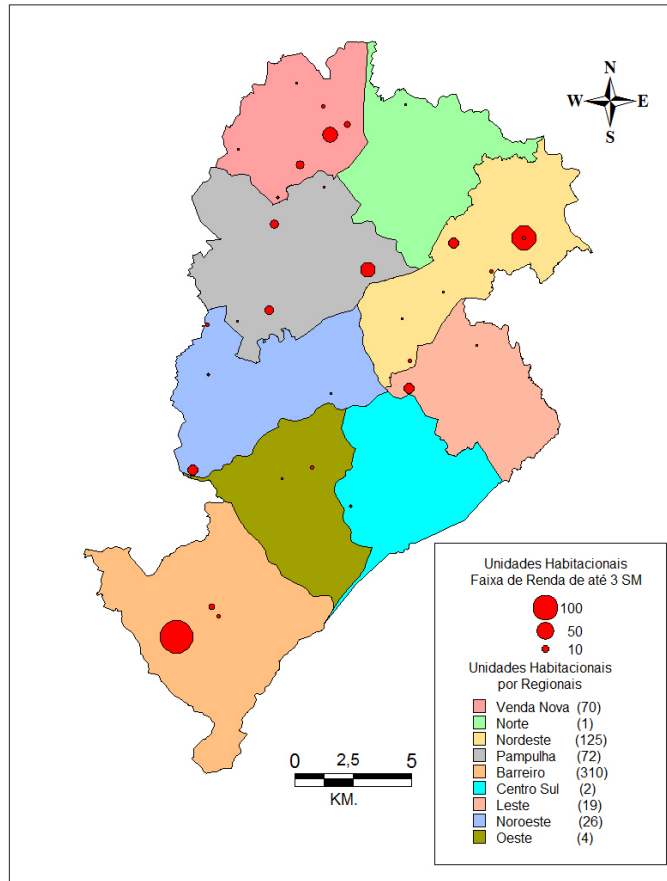 N
W E
S
Unidades Habitacionais
Faixa de Renda de até 3 SM
100
50
10
Unidades Habitacionais
por Regionais
Venda Nova (70)
Norte (1)
Nordeste (125)
Pampulha (72)
Barreiro (310)
Centro Sul (2)
Leste (19)
Noroeste (26)
Oeste (4)
0 2,5 5
KM.